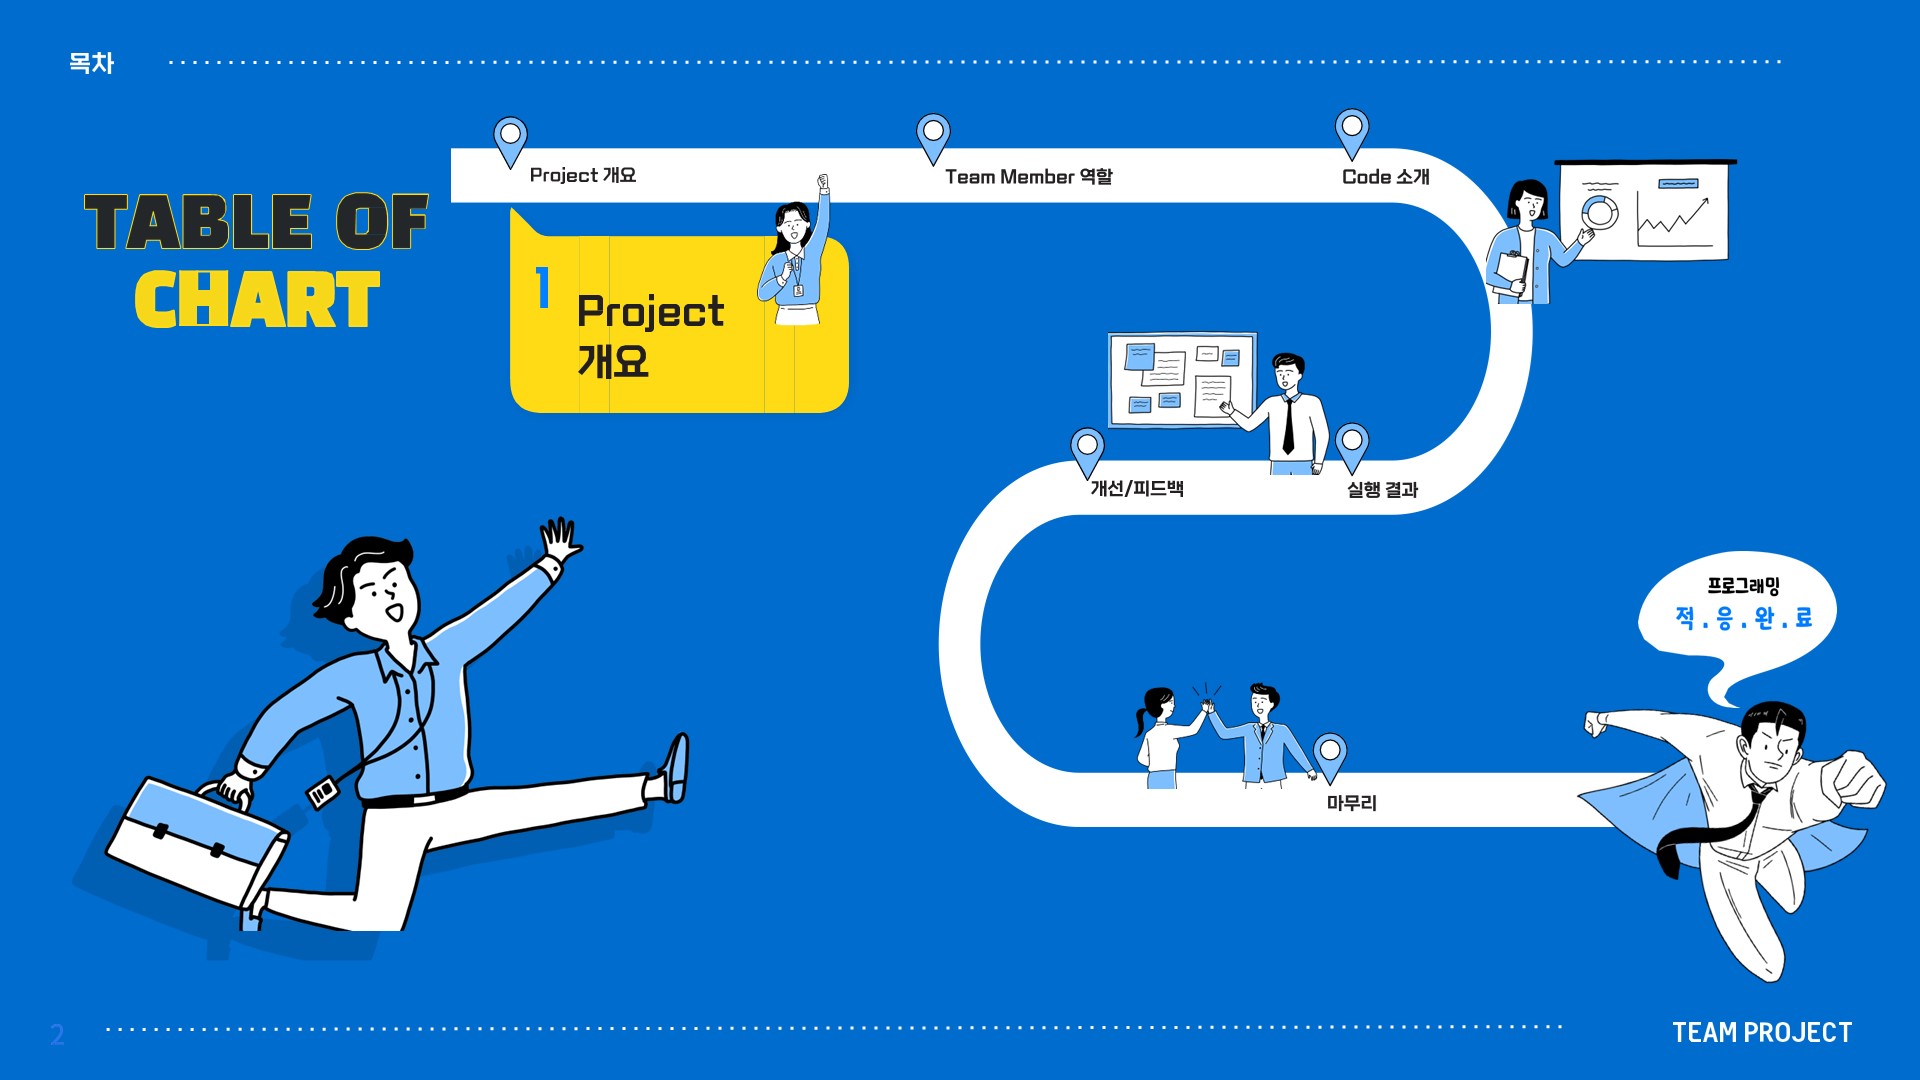 목차
Project 개요
Team Member 역할
Code 소개
TABLE OF
CHART
1
Project
개요
개선/피드백
실행 결과
프로그래밍
적.응.완.료
마무리
2
TEAM PROJECT